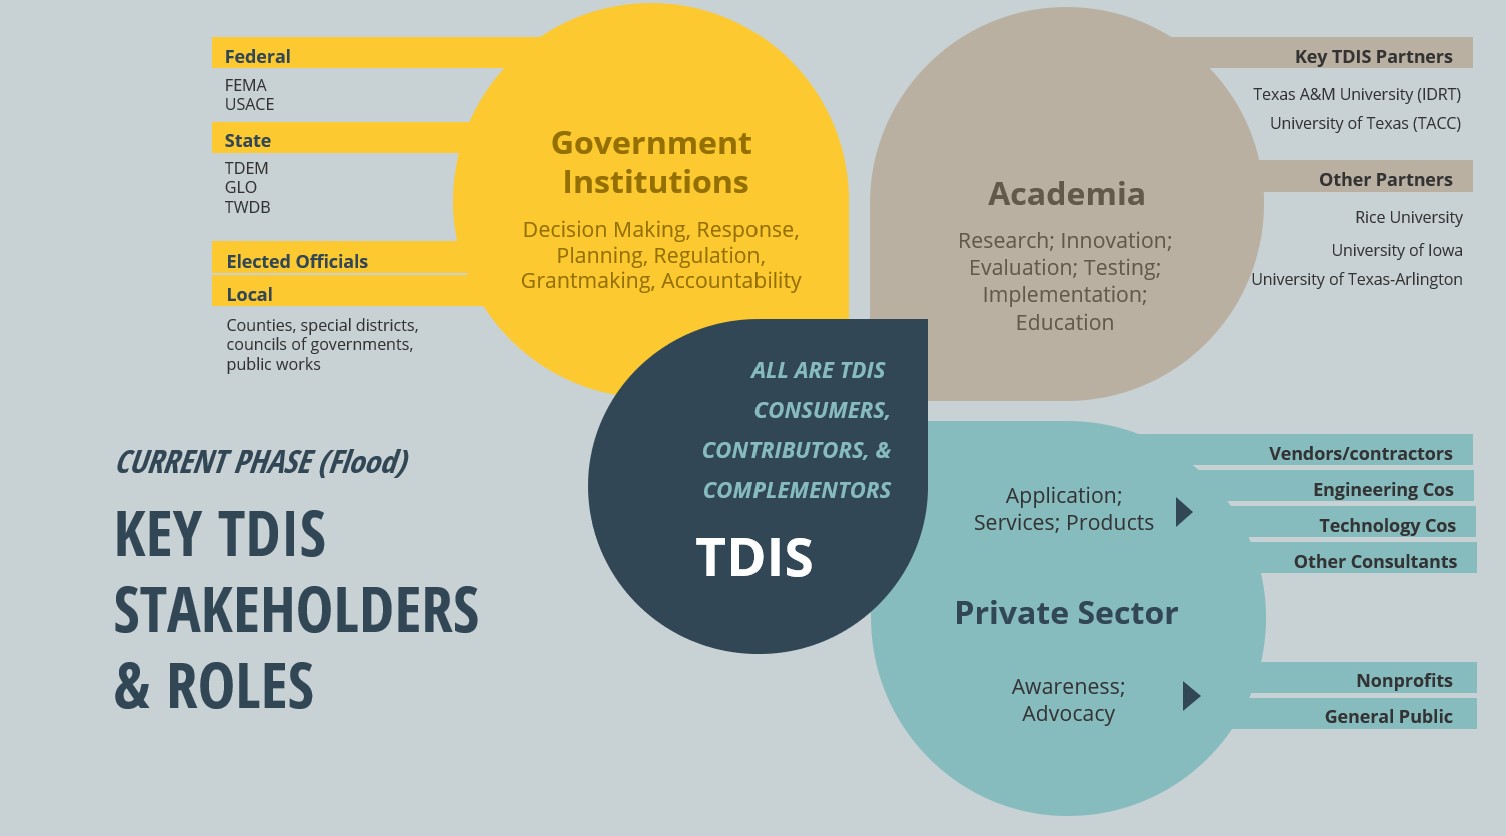 Federal
FEMA
USACE
State
TDEM
GLO
TWDB
Elected Officials
Local
Counties, special districts,
councils of governments,
public works
Government
Institutions
Decision Making, Response,
Planning, Regulation,
Grantmaking, Accountability
Academia
Research; Innovation;
Evaluation; Testing;
Implementation;
Education
Key TDIS Partners
Texas A&M University (IDRT)
University of Texas (TACC)
Other Partners
Rice University
University of Iowa
University of Texas-Arlington
ALL ARE TDIS
CONSUMERS,
CONTRIBUTORS, &
COMPLEMENTORS
TDIS
CURRENT PHASE (Flood)
KEY TDIS
STAKEHOLDERS
& ROLES
Application;
Services; Products
Vendors/contractors
Engineering Cos
Technology Cos
Other Consultants
Private Sector
Awareness;
Advocacy
Nonprofits
General Public